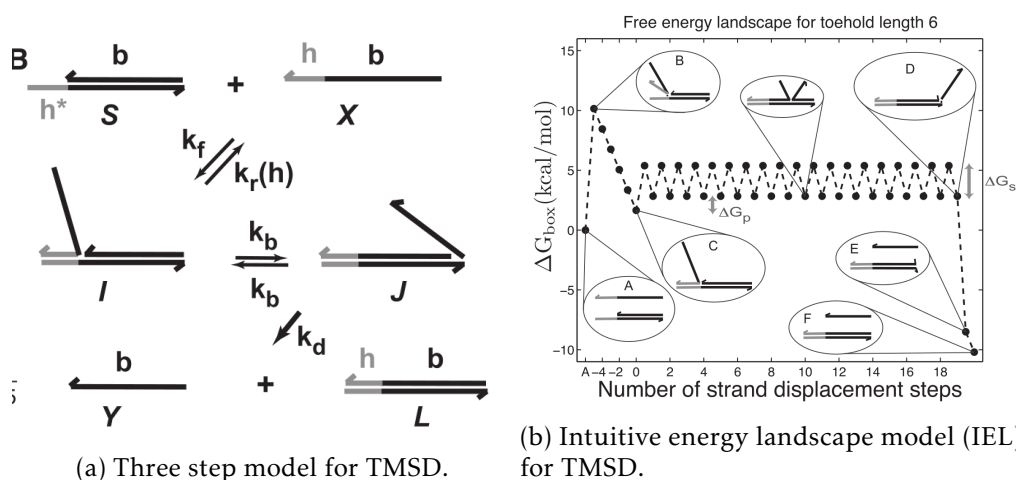 B
b
+
h
b
h*
S
X
k_f
k_r(h)
k_b
k_b
I
J
k_d
b
+
h
b
Y
L
(a) Three step model for TMSD.
Free energy landscape for toehold length 6
ΔG_box (kcal/mol)
15
10
5
0
−5
−10
B
D
ΔG_s
ΔG_p
C
A
E
F
A −4 −2 0 2 4 6 8 10 12 14 16 18
Number of strand displacement steps
(b) Intuitive energy landscape model (IEL)
for TMSD.